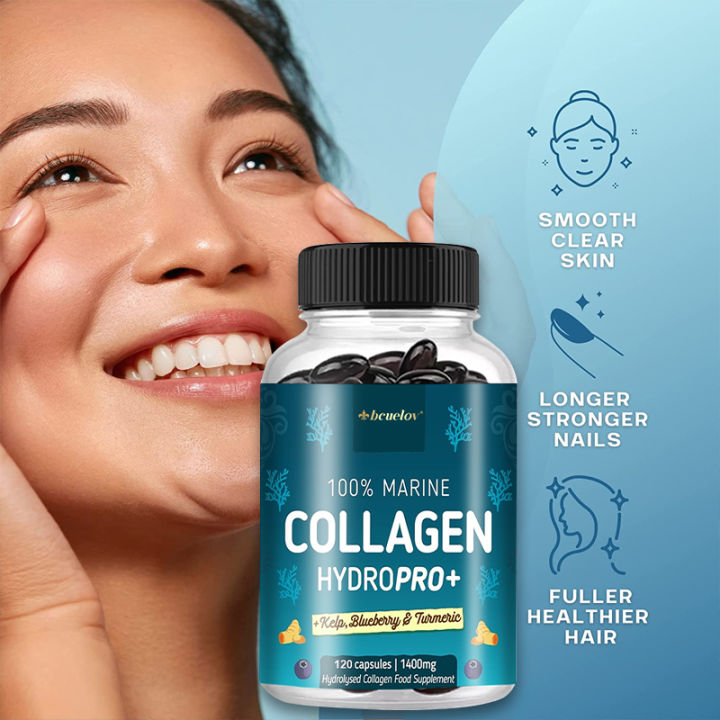 SMOOTH
CLEAR
SKIN
LONGER
STRONGER
NAILS
FULLER
HEALTHIER
HAIR
bcuelov
100% MARINE
COLLAGEN
HYDROPRO+
+Kelp, Blueberry & Turmeric
120 capsules | 1400mg
Hydrolysed Collagen Food Supplement